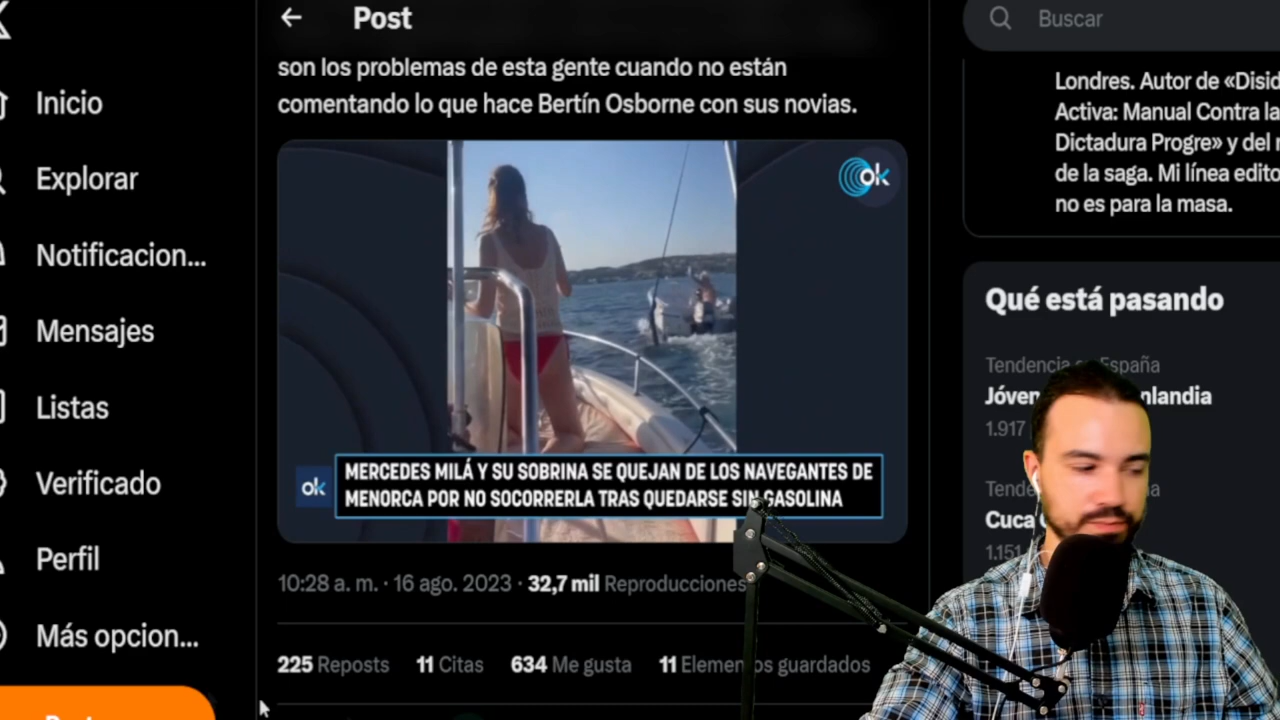 Post
Buscar
son los problemas de esta gente cuando no están
comentando lo que hace Bertín Osborne con sus novias.
Inicio
Explorar
Notificacion...
Mensajes
Listas
Verificado
Perfil
Más opcion...
ok
ok
MERCEDES MILÁ Y SU SOBRINA SE QUEJAN DE LOS NAVEGANTES DE
MENORCA POR NO SOCORRERLA TRAS QUEDARSE SIN GASOLINA
10:28 a. m. · 16 ago. 2023 · 32,7 mil Reproducciones
225 Reposts 11 Citas 634 Me gusta 11 Elementos guardados
Londres. Autor de «Disid
Activa: Manual Contra la
Dictadura Progre» y del
de la saga. Mi línea edito
no es para la masa.
Qué está pasando
Tendencia España
1.917
Cuca
1.151